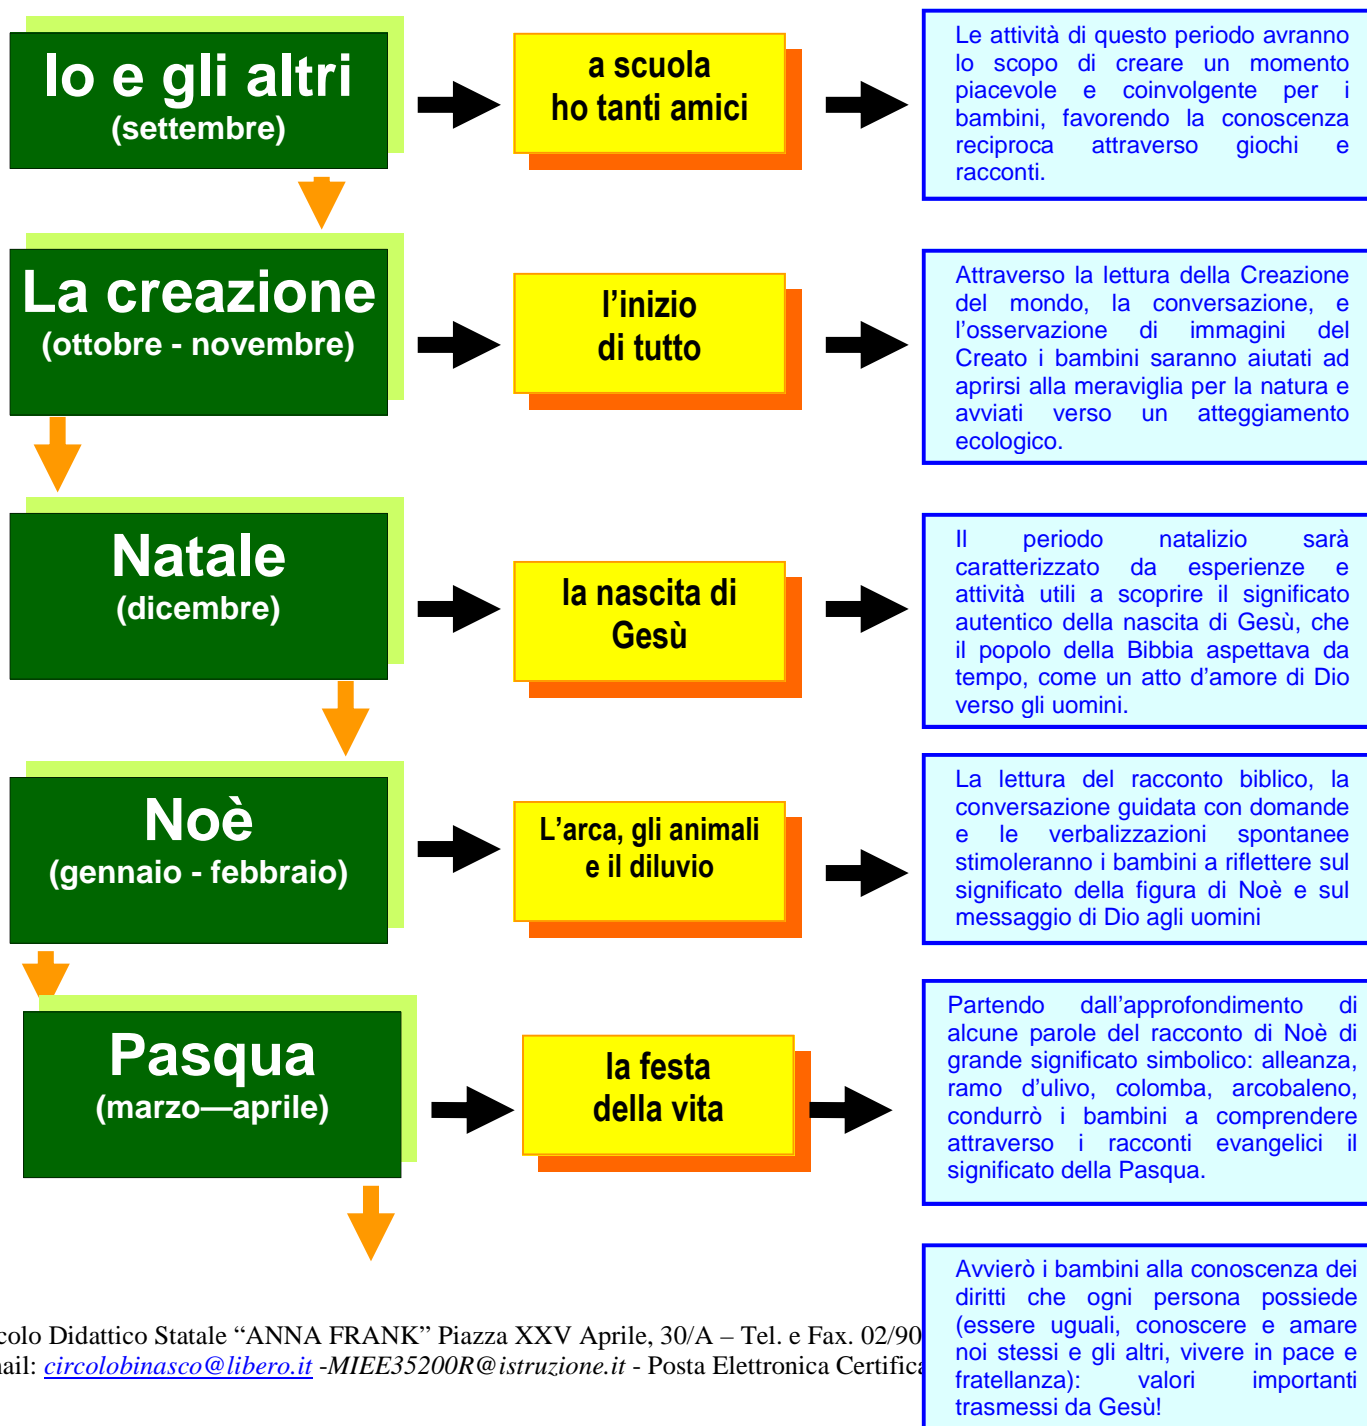 Io e gli altri
(settembre)
a scuola
ho tanti amici
Le attività di questo periodo avranno
lo scopo di creare un momento
piacevole e coinvolgente per i
bambini, favorendo la conoscenza
reciproca attraverso giochi e
racconti.
La creazione
(ottobre - novembre)
l’inizio
di tutto
Attraverso la lettura della Creazione
del mondo, la conversazione, e
l’osservazione di immagini del
Creato i bambini saranno aiutati ad
aprirsi alla meraviglia per la natura e
avviati verso un atteggiamento
ecologico.
Natale
(dicembre)
la nascita di
Gesù
Il periodo natalizio sarà
caratterizzato da esperienze e
attività utili a scoprire il significato
autentico della nascita di Gesù, che
il popolo della Bibbia aspettava da
tempo, come un atto d’amore di Dio
verso gli uomini.
Noè
(gennaio - febbraio)
L’arca, gli animali
e il diluvio
La lettura del racconto biblico, la
conversazione guidata con domande
e le verbalizzazioni spontanee
stimoleranno i bambini a riflettere sul
significato della figura di Noè e sul
messaggio di Dio agli uomini
Pasqua
(marzo—aprile)
la festa
della vita
Partendo dall’approfondimento di
alcune parole del racconto di Noè di
grande significato simbolico: alleanza,
ramo d’ulivo, colomba, arcobaleno,
condurrò i bambini a comprendere
attraverso i racconti evangelici il
significato della Pasqua.
Avvierò i bambini alla conoscenza dei
diritti che ogni persona possiede
(essere uguali, conoscere e amare
noi stessi e gli altri, vivere in pace e
fratellanza): valori importanti
trasmessi da Gesù!
colo Didattico Statale “ANNA FRANK” Piazza XXV Aprile, 30/A – Tel. e Fax. 02/90
ail: circolobinasco@libero.it -MIEE35200R@istruzione.it - Posta Elettronica Certifica